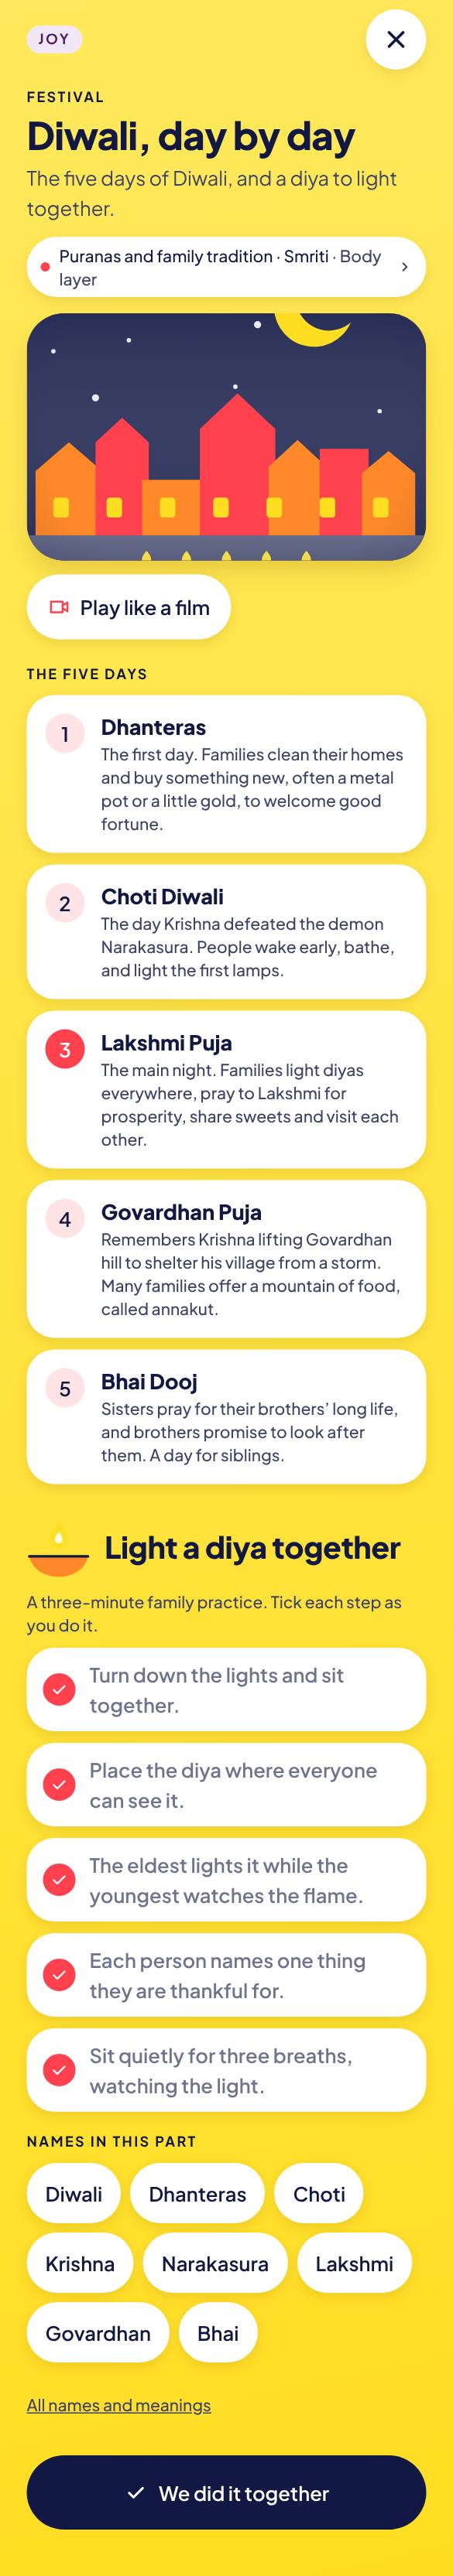 JOY
FESTIVAL
Diwali, day by day
The five days of Diwali, and a diya to light
together.
Puranas and family tradition · Smriti · Body
layer
Play like a film
THE FIVE DAYS
1
Dhanteras
The first day. Families clean their homes
and buy something new, often a metal
pot or a little gold, to welcome good
fortune.
2
Choti Diwali
The day Krishna defeated the demon
Narakasura. People wake early, bathe,
and light the first lamps.
3
Lakshmi Puja
The main night. Families light diyas
everywhere, pray to Lakshmi for
prosperity, share sweets and visit each
other.
4
Govardhan Puja
Remembers Krishna lifting Govardhan
hill to shelter his village from a storm.
Many families offer a mountain of food,
called annakut.
5
Bhai Dooj
Sisters pray for their brothers’ long life,
and brothers promise to look after
them. A day for siblings.
Light a diya together
A three-minute family practice. Tick each step as
you do it.
Turn down the lights and sit
together.
Place the diya where everyone
can see it.
The eldest lights it while the
youngest watches the flame.
Each person names one thing
they are thankful for.
Sit quietly for three breaths,
watching the light.
NAMES IN THIS PART
Diwali Dhanteras Choti
Krishna Narakasura Lakshmi
Govardhan Bhai
All names and meanings
We did it together